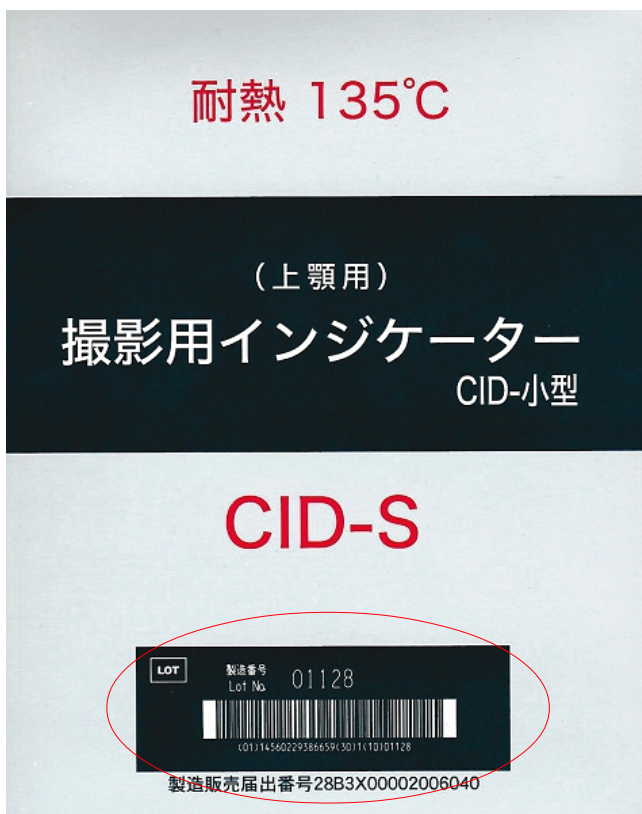 耐熱 135℃
（上顎用）
撮影用インジケーター
CID-小型
CID-S
LOT
製造番号
Lot No. 01128
(01)14560229386659(30)1(10)01128
製造販売届出番号28B3X00002006040